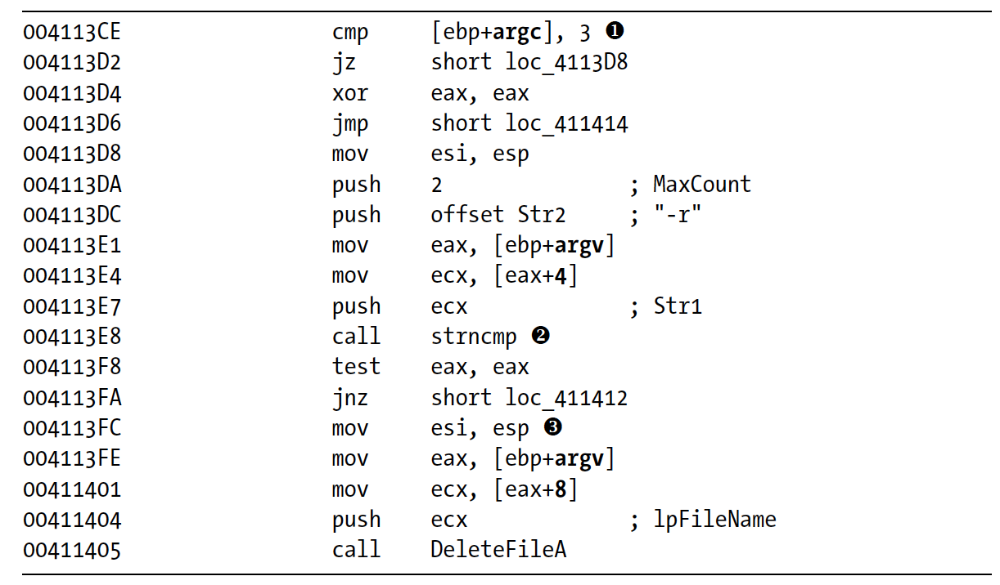 004113CE cmp [ebp+argc], 3 ❶
004113D2 jz short loc_4113D8
004113D4 xor eax, eax
004113D6 jmp short loc_411414
004113D8 mov esi, esp
004113DA push 2 ; MaxCount
004113DC push offset Str2 ; "-r"
004113E1 mov eax, [ebp+argv]
004113E4 mov ecx, [eax+4]
004113E7 push ecx ; Str1
004113E8 call strncmp ❷
004113F8 test eax, eax
004113FA jnz short loc_411412
004113FC mov esi, esp ❸
004113FE mov eax, [ebp+argv]
00411401 mov ecx, [eax+8]
00411404 push ecx ; lpFileName
00411405 call DeleteFileA